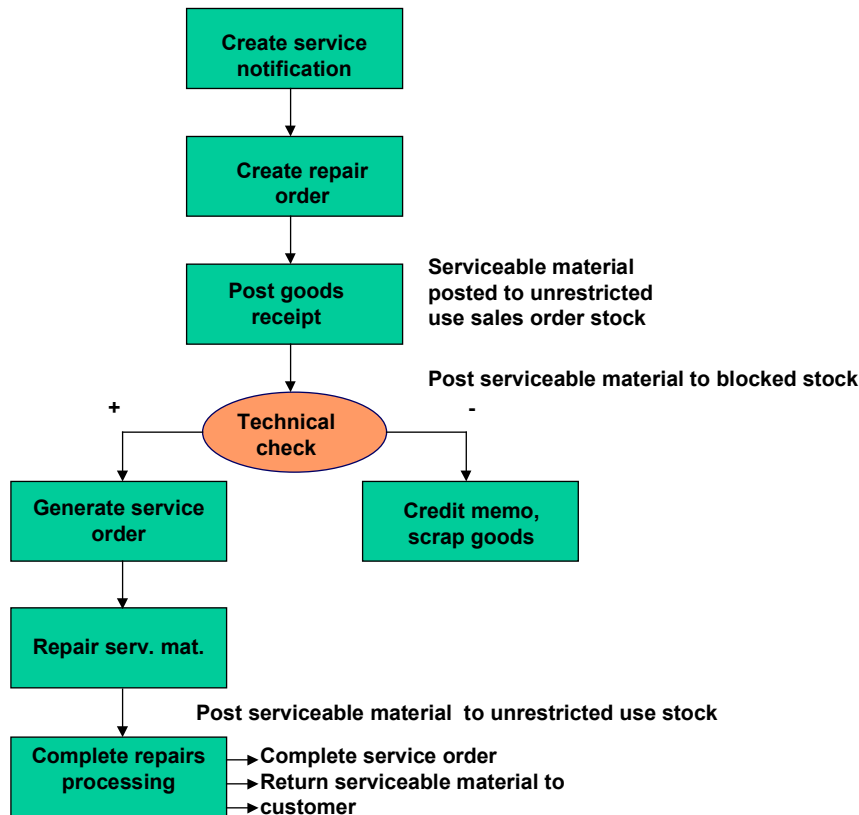 Create service
notification
Create repair
order
Post goods
receipt
Serviceable material
posted to unrestricted
use sales order stock
Post serviceable material to blocked stock
+
-
Technical
check
Generate service
order
Credit memo,
scrap goods
Repair serv. mat.
Post serviceable material to unrestricted use stock
Complete repairs
processing
Complete service order
Return serviceable material to
customer